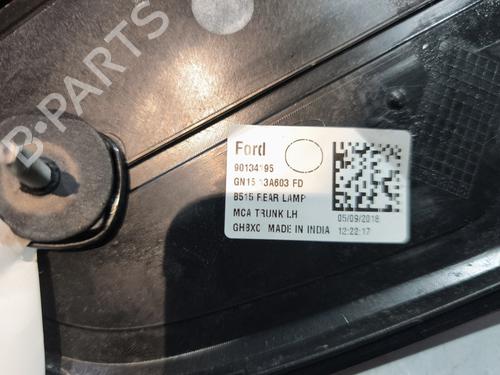 B-PARTS
Ford
90134195
GN15 13A603 FD
B515 REAR LAMP
MCA TRUNK LH
05/09/2018
GHBXC MADE IN INDIA
12:22:17